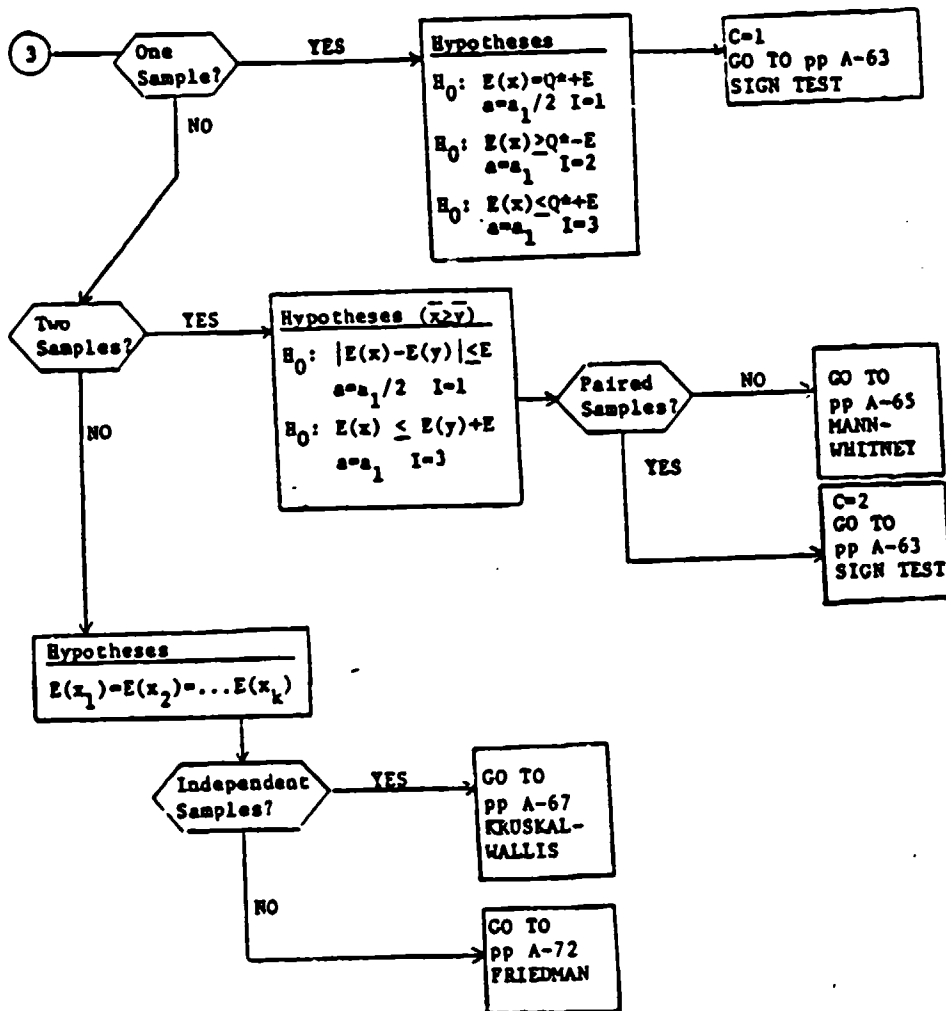 3
One
Sample?
YES
NO
Hypotheses
H0: E(x)=Q*+E
a=a1/2 I=1
H0: E(x)≥Q*-E
a=a1 I=2
H0: E(x)≤Q*+E
a=a1 I=3
C=1
GO TO pp A-63
SIGN TEST
Two
Samples?
YES
NO
Hypotheses (x̄≥ȳ)
H0: |E(x)-E(y)|≤E
a=a1/2 I=1
H0: E(x) ≤ E(y)+E
a=a1 I=3
Paired
Samples?
NO
YES
GO TO
pp A-65
MANN-
WHITNEY
C=2
GO TO
pp A-63
SIGN TEST
Hypotheses
E(x1)=E(x2)=...E(xk)
Independent
Samples?
YES
NO
GO TO
pp A-67
KRUSKAL-
WALLIS
GO TO
pp A-72
FRIEDMAN